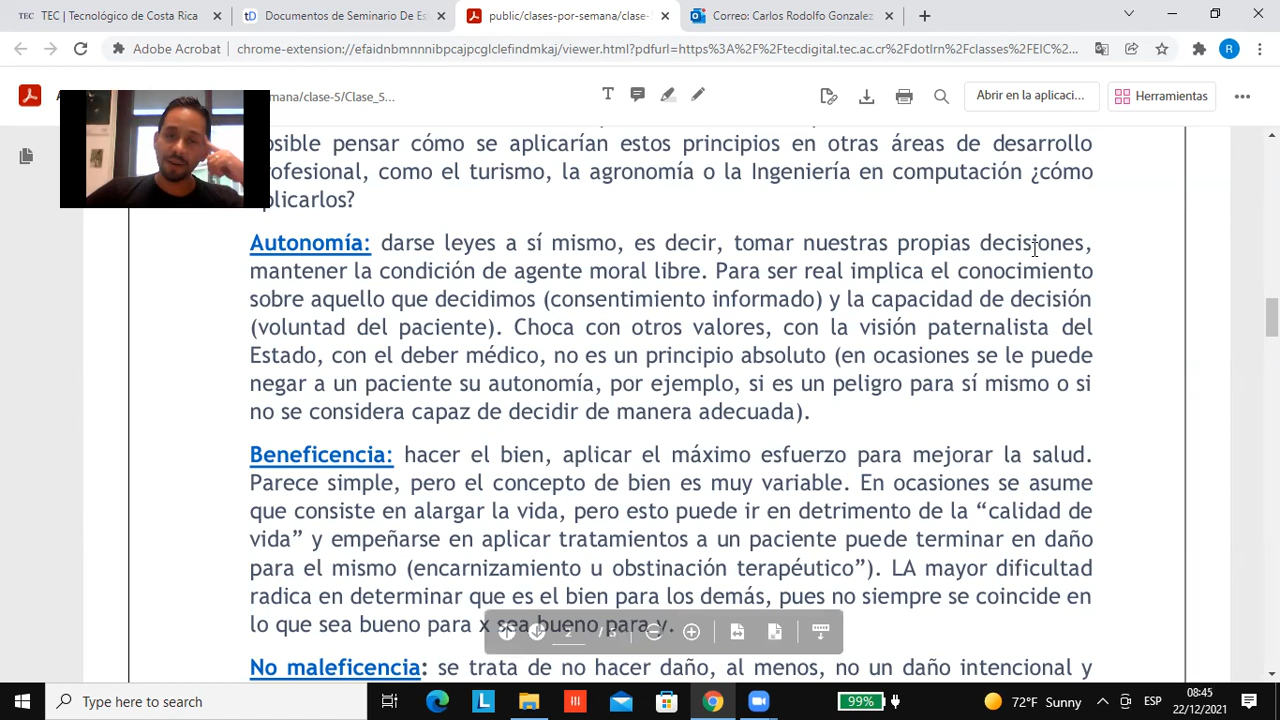 TEC | Tecnológico de Costa Rica
Documentos de Seminario De Es
public/clases-por-semana/clase-
Correo: Carlos Rodolfo Gonzalez
Adobe Acrobat
chrome-extension://efaidnbmnnnibpcajpcglclefindmkaj/viewer.html?pdfurl=https%3A%2F%2Ftecdigital.tec.ac.cr%2Fdotlrn%2Fclasses%2FEIC%2...
R
mana/clase-5/Clase_5...
Abrir en la aplicaci...
Herramientas
osible pensar cómo se aplicarían estos principios en otras áreas de desarrollo
rofesional, como el turismo, la agronomía o la Ingeniería en computación ¿cómo
plicarlos?
Autonomía: darse leyes a sí mismo, es decir, tomar nuestras propias decisiones,
mantener la condición de agente moral libre. Para ser real implica el conocimiento
sobre aquello que decidimos (consentimiento informado) y la capacidad de decisión
(voluntad del paciente). Choca con otros valores, con la visión paternalista del
Estado, con el deber médico, no es un principio absoluto (en ocasiones se le puede
negar a un paciente su autonomía, por ejemplo, si es un peligro para sí mismo o si
no se considera capaz de decidir de manera adecuada).
Beneficencia: hacer el bien, aplicar el máximo esfuerzo para mejorar la salud.
Parece simple, pero el concepto de bien es muy variable. En ocasiones se asume
que consiste en alargar la vida, pero esto puede ir en detrimento de la “calidad de
vida” y empeñarse en aplicar tratamientos a un paciente puede terminar en daño
para el mismo (encarnizamiento u obstinación terapéutico”). LA mayor dificultad
radica en determinar que es el bien para los demás, pues no siempre se coincide en
lo que sea bueno para x sea bueno para y.
2 /
No maleficencia: se trata de no hacer daño, al menos, no un daño intencional y
Type here to search
99%
72°F Sunny
ESP
08:45
22/12/2021